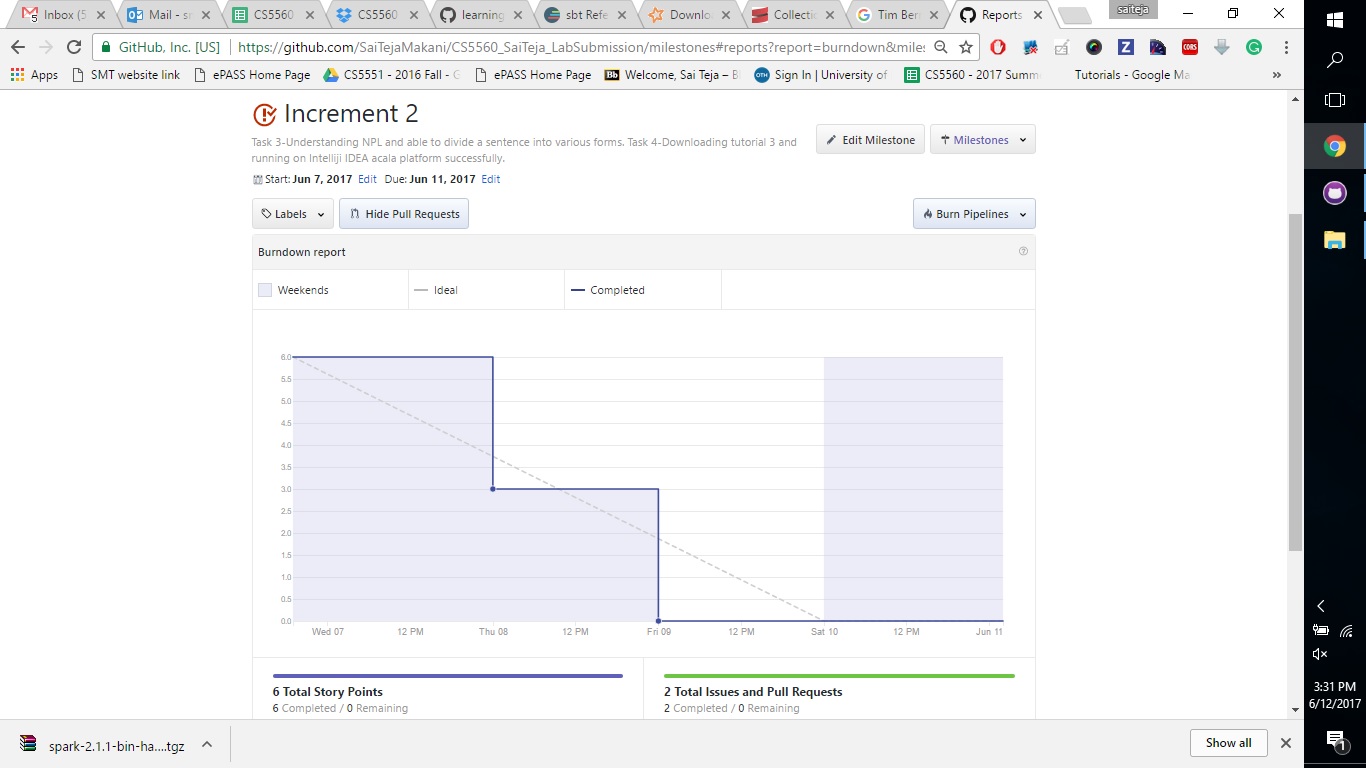 Inbox (5
Mail - sr
CS5560
CS5560
learning
sbt Refe
Downlo
Collectio
Tim Ber
Reports
saiteja
GitHub, Inc. [US] | https://github.com/SaiTejaMatani/CS5560_SaiTeja_LabSubmission/milestones#reports?report=burndown&miles
Apps SMT website link ePASS Home Page CS5551 - 2016 Fall - G ePASS Home Page Welcome, Sai Teja – B Sign In | University of CS5560 - 2017 Summ Tutorials - Google Ma »
Increment 2
Task 3-Understanding NPL and able to divide a sentence into various forms. Task 4-Downloading tutorial 3 and
running on Intelliji IDEA acala platform successfully.
Edit Milestone
Milestones
Start: Jun 7, 2017 Edit Due: Jun 11, 2017 Edit
Labels
Hide Pull Requests
Burn Pipelines
Burndown report
Weekends
Ideal
Completed
6.0
5.5
5.0
4.5
4.0
3.5
3.0
2.5
2.0
1.5
1.0
0.5
0.0
Wed 07 12 PM Thu 08 12 PM Fri 09 12 PM Sat 10 12 PM Jun 11
6 Total Story Points
6 Completed / 0 Remaining
2 Total Issues and Pull Requests
2 Completed / 0 Remaining
spark-2.1.1-bin-ha....tgz
Show all
3:31 PM
6/12/2017
1